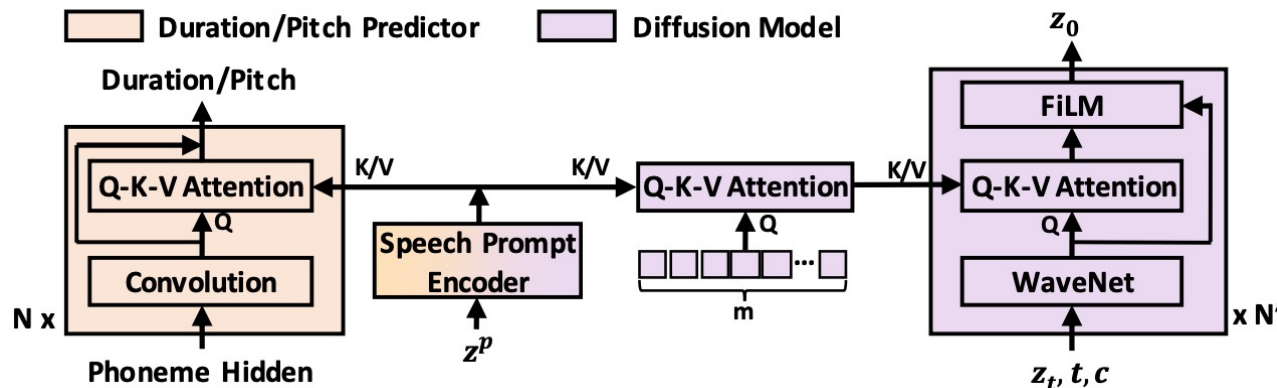 Duration/Pitch Predictor
Diffusion Model
Duration/Pitch
Q-K-V Attention
Q
Convolution
N x
Phoneme Hidden
K/V
K/V
Speech Prompt
Encoder
z^p
Q-K-V Attention
Q
...
m
K/V
z_0
FiLM
Q-K-V Attention
Q
WaveNet
x N'
z_t, t, c